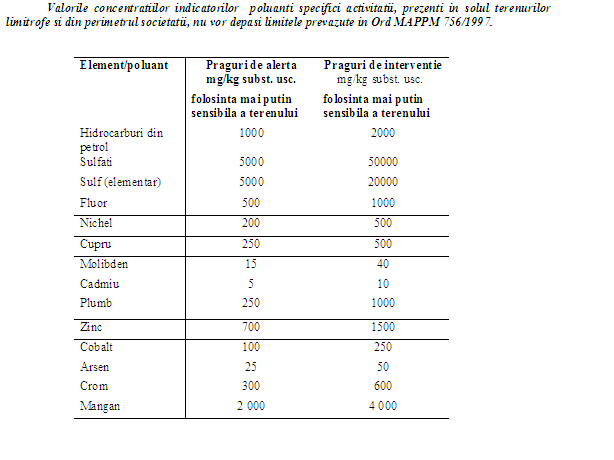 Valorile concentratiilor indicatorilor poluanti specifici activitatii, prezenti in solul terenurilor
limitrofe si din perimetrul societatii, nu vor depasi limitele prevazute in Ord MAPPM 756/1997.
Element/poluant Praguri de alerta Praguri de interventie
mg/kg subst. usc. mg/kg subst. usc.
folosinta mai putin folosinta mai putin
sensibila a terenului sensibila a terenului
Hidrocarburi din 1000 2000
petrol
Sulfati 5000 50000
Sulf (elementar) 5000 20000
Fluor 500 1000
Nichel 200 500
Cupru 250 500
Molibden 15 40
Cadmiu 5 10
Plumb 250 1000
Zinc 700 1500
Cobalt 100 250
Arsen 25 50
Crom 300 600
Mangan 2 000 4 000